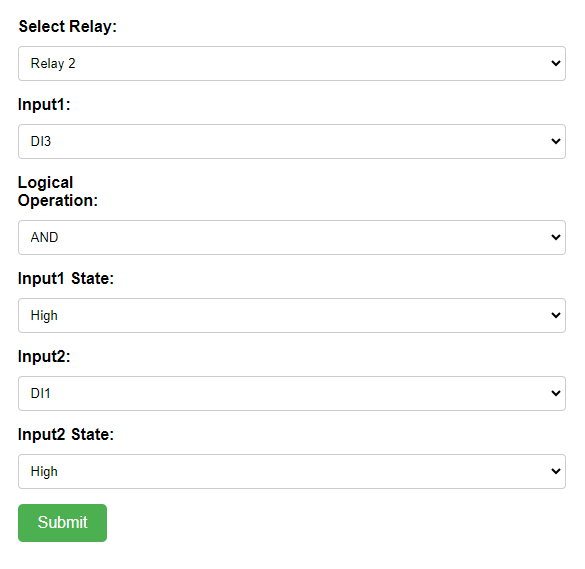 Select Relay:
Relay 2
Input1:
DI3
Logical
Operation:
AND
Input1 State:
High
Input2:
DI1
Input2 State:
High
Submit